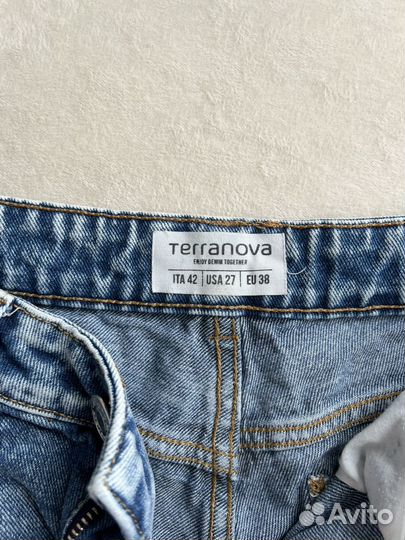 Terranova
ENJOY DENIM TOGETHER
ITA 42 | USA 27 | EU 38
Avito